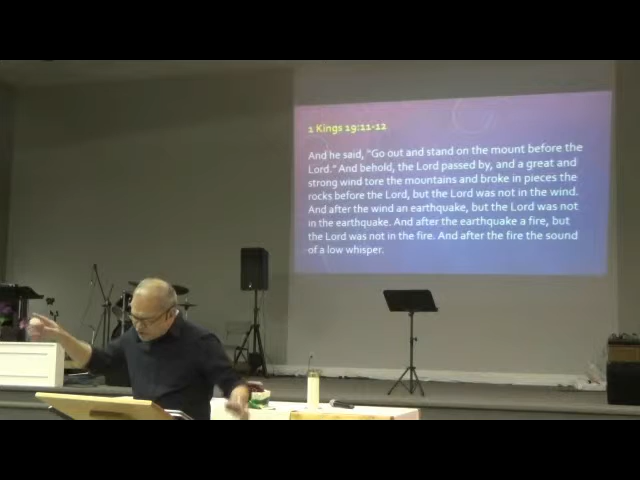 1 Kings 19:11-12
And he said, "Go out and stand on the mount before the
Lord." And behold, the Lord passed by, and a great and
strong wind tore the mountains and broke in pieces the
rocks before the Lord, but the Lord was not in the wind.
And after the wind an earthquake, but the Lord was not
in the earthquake. And after the earthquake a fire, but
the Lord was not in the fire. And after the fire the sound
of a low whisper.